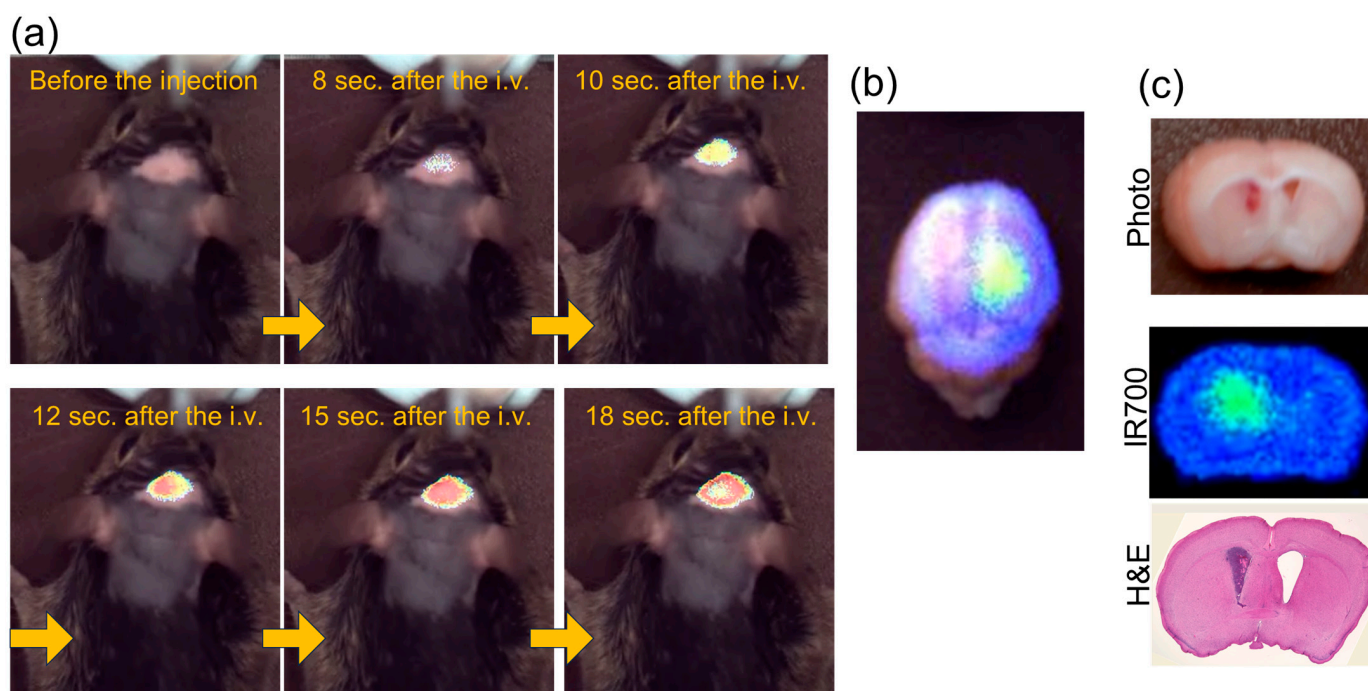 (a)
Before the injection
8 sec. after the i.v.
10 sec. after the i.v.
12 sec. after the i.v.
15 sec. after the i.v.
18 sec. after the i.v.
(b)
(c)
Photo
IR700
H&E